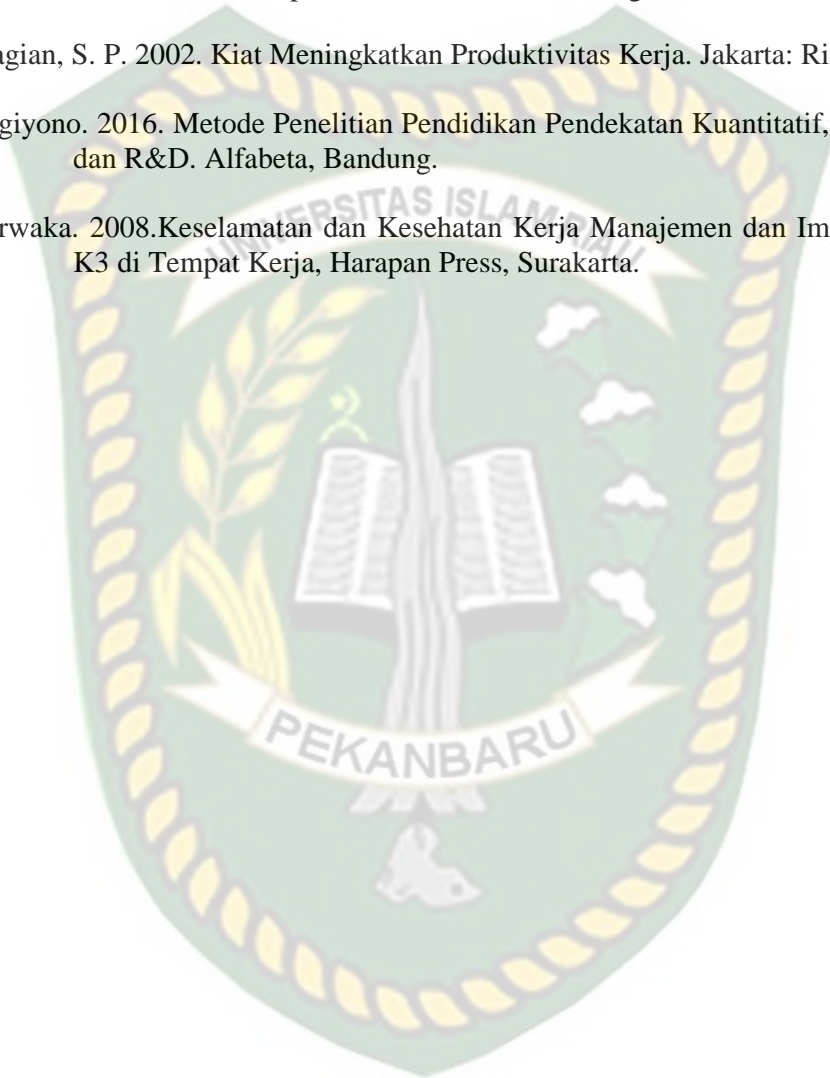 agian, S. P. 2002. Kiat Meningkatkan Produktivitas Kerja. Jakarta: Ri
giyono. 2016. Metode Penelitian Pendidikan Pendekatan Kuantitatif,
dan R&D. Alfabeta, Bandung.
UNIVERSITAS ISLAM RIAU
rwaka. 2008.Keselamatan dan Kesehatan Kerja Manajemen dan Im
K3 di Tempat Kerja, Harapan Press, Surakarta.
PEKANBARU